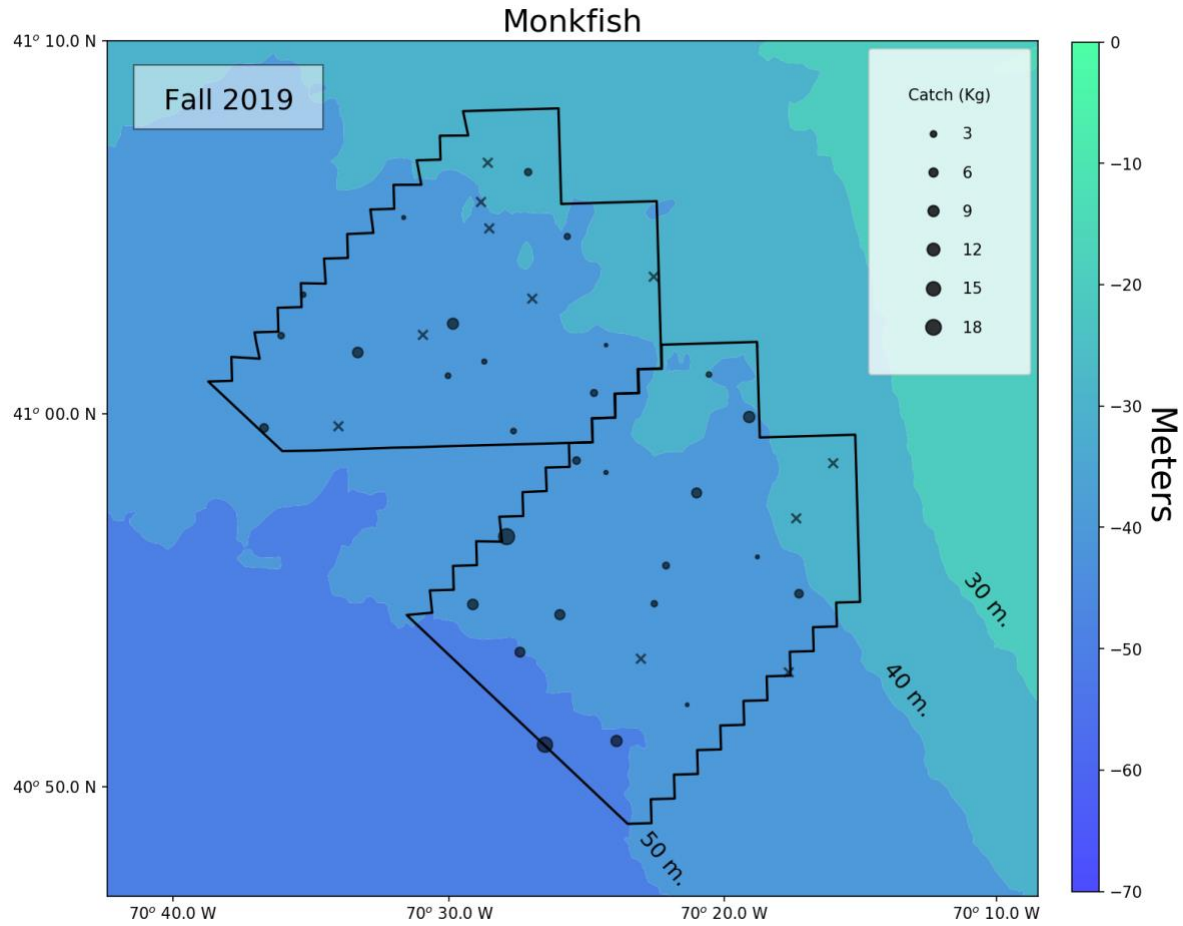 Monkfish
41° 10.0 N
Fall 2019
Catch (Kg)
3
6
9
12
15
18
41° 00.0 N
40° 50.0 N
30 m.
40 m.
50 m.
70° 40.0 W
70° 30.0 W
70° 20.0 W
70° 10.0 W
0
−10
−20
−30
−40
−50
−60
−70
Meters